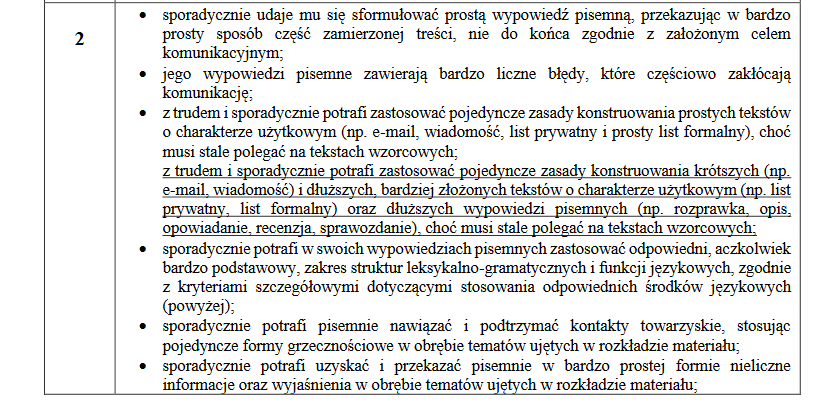 2
• sporadycznie udaje mu się sformułować prostą wypowiedź pisemną, przekazując w bardzo
prosty sposób część zamierzonej treści, nie do końca zgodnie z założonym celem
komunikacyjnym;
• jego wypowiedzi pisemne zawierają bardzo liczne błędy, które częściowo zakłócają
komunikację;
• z trudem i sporadycznie potrafi zastosować pojedyncze zasady konstruowania prostych tekstów
o charakterze użytkowym (np. e-mail, wiadomość, list prywatny i prosty list formalny), choć
musi stale polegać na tekstach wzorcowych;
z trudem i sporadycznie potrafi zastosować pojedyncze zasady konstruowania krótszych (np.
e-mail, wiadomość) i dłuższych, bardziej złożonych tekstów o charakterze użytkowym (np. list
prywatny, list formalny) oraz dłuższych wypowiedzi pisemnych (np. rozprawka, opis,
opowiadanie, recenzja, sprawozdanie), choć musi stale polegać na tekstach wzorcowych;
• sporadycznie potrafi w swoich wypowiedziach pisemnych zastosować odpowiedni, aczkolwiek
bardzo podstawowy, zakres struktur leksykalno-gramatycznych i funkcji językowych, zgodnie
z kryteriami szczegółowymi dotyczącymi stosowania odpowiednich środków językowych
(powyżej);
• sporadycznie potrafi pisemnie nawiązać i podtrzymać kontakty towarzyskie, stosując
pojedyncze formy grzecznościowe w obrębie tematów ujętych w rozkładzie materiału;
• sporadycznie potrafi uzyskać i przekazać pisemnie w bardzo prostej formie nieliczne
informacje oraz wyjaśnienia w obrębie tematów ujętych w rozkładzie materiału;